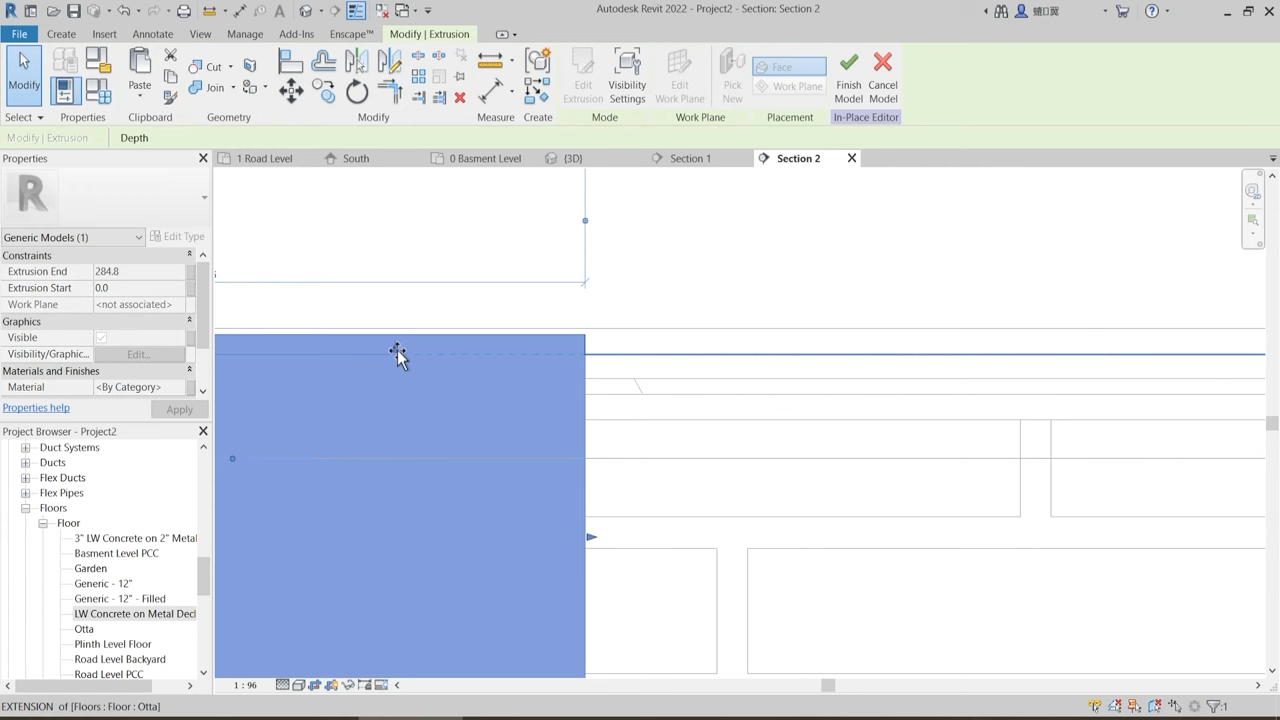 Autodesk Revit 2022 - Project2 - Section: Section 2
File Create Insert Annotate View Manage Add-Ins Enscape™ Modify | Extrusion
Modify
Paste
Cut
Join
Edit Extrusion
Visibility Settings
Edit Work Plane
Pick New
Face
Work Plane
Finish Model
Cancel Model
Select Properties Clipboard Geometry Modify Measure Create Mode Work Plane Placement In-Place Editor
Modify | Extrusion Depth
Properties
1 Road Level South 0 Basment Level (3D) Section 1 Section 2
Generic Models (1) Edit Type
Constraints
Extrusion End 284.8
Extrusion Start 0.0
Work Plane <not associated>
Graphics
Visible
Visibility/Graphic... Edit...
Materials and Finishes
Material <By Category>
Properties help Apply
Project Browser - Project2
Duct Systems
Ducts
Flex Ducts
Flex Pipes
Floors
Floor
3" LW Concrete on 2" Metal
Basment Level PCC
Garden
Generic - 12"
Generic - 12" - Filled
LW Concrete on Metal Decl
Otta
Plinth Level Floor
Road Level Backyard
Road Level PCC
1 : 96
EXTENSION of [Floors : Floor : Otta]
:1